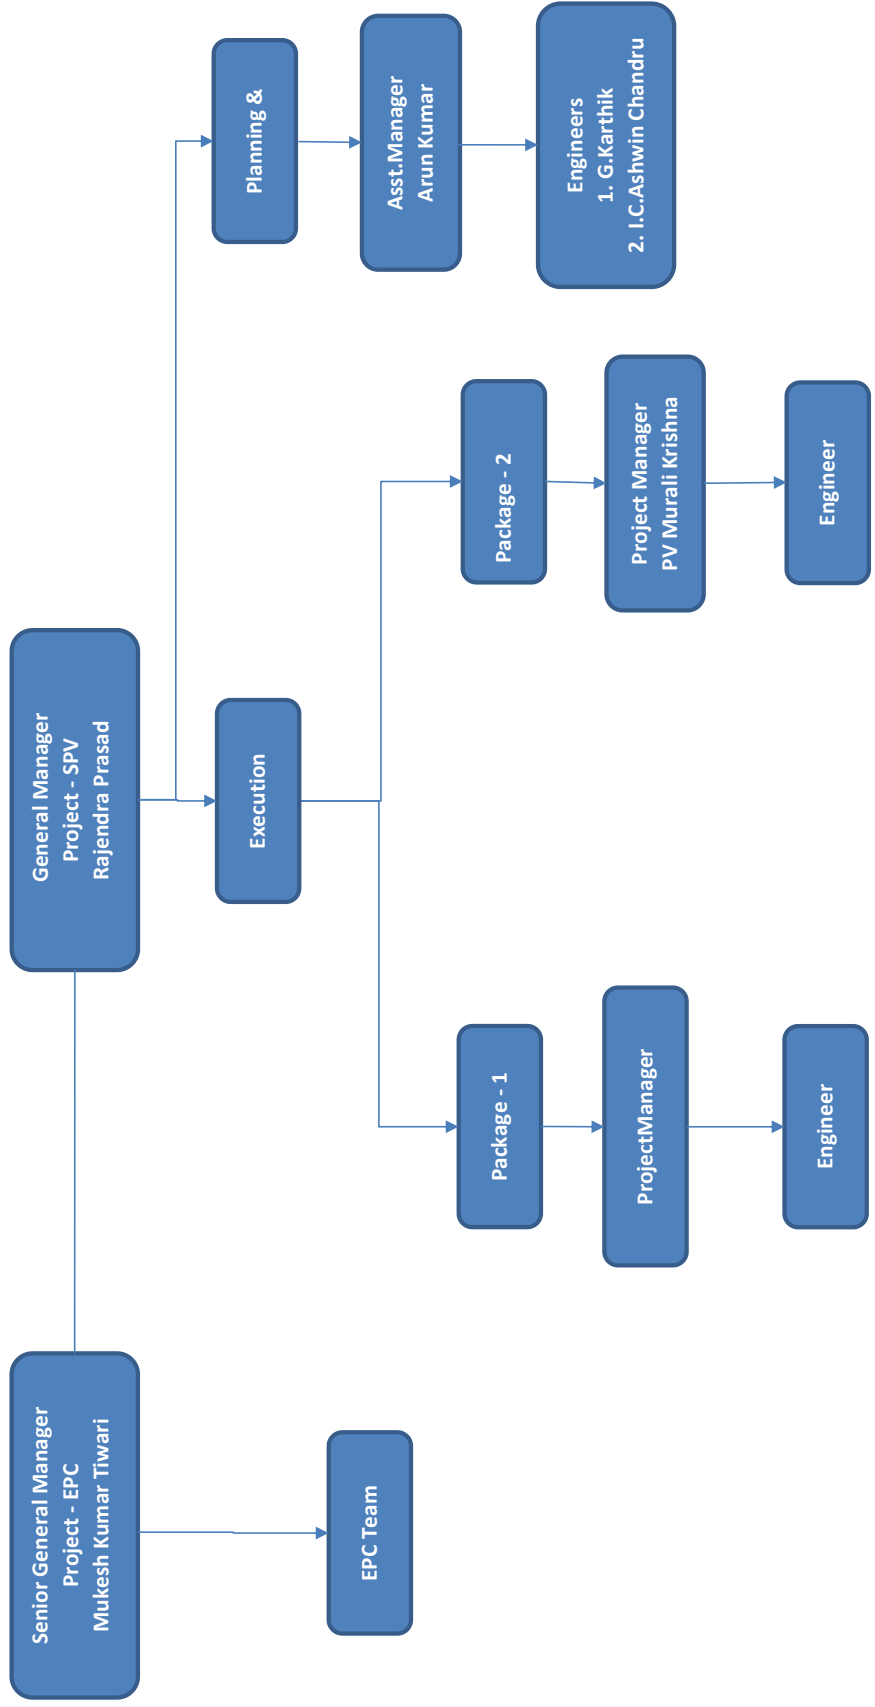 Senior General Manager
Project - EPC
Mukesh Kumar Tiwari
General Manager
Project - SPV
Rajendra Prasad
EPC Team
Execution
Planning &
Package - 1
ProjectManager
Engineer
Package - 2
Project Manager
PV Murali Krishna
Engineer
Asst.Manager
Arun Kumar
Engineers
1. G.Karthik
2. I.C.Ashwin Chandru